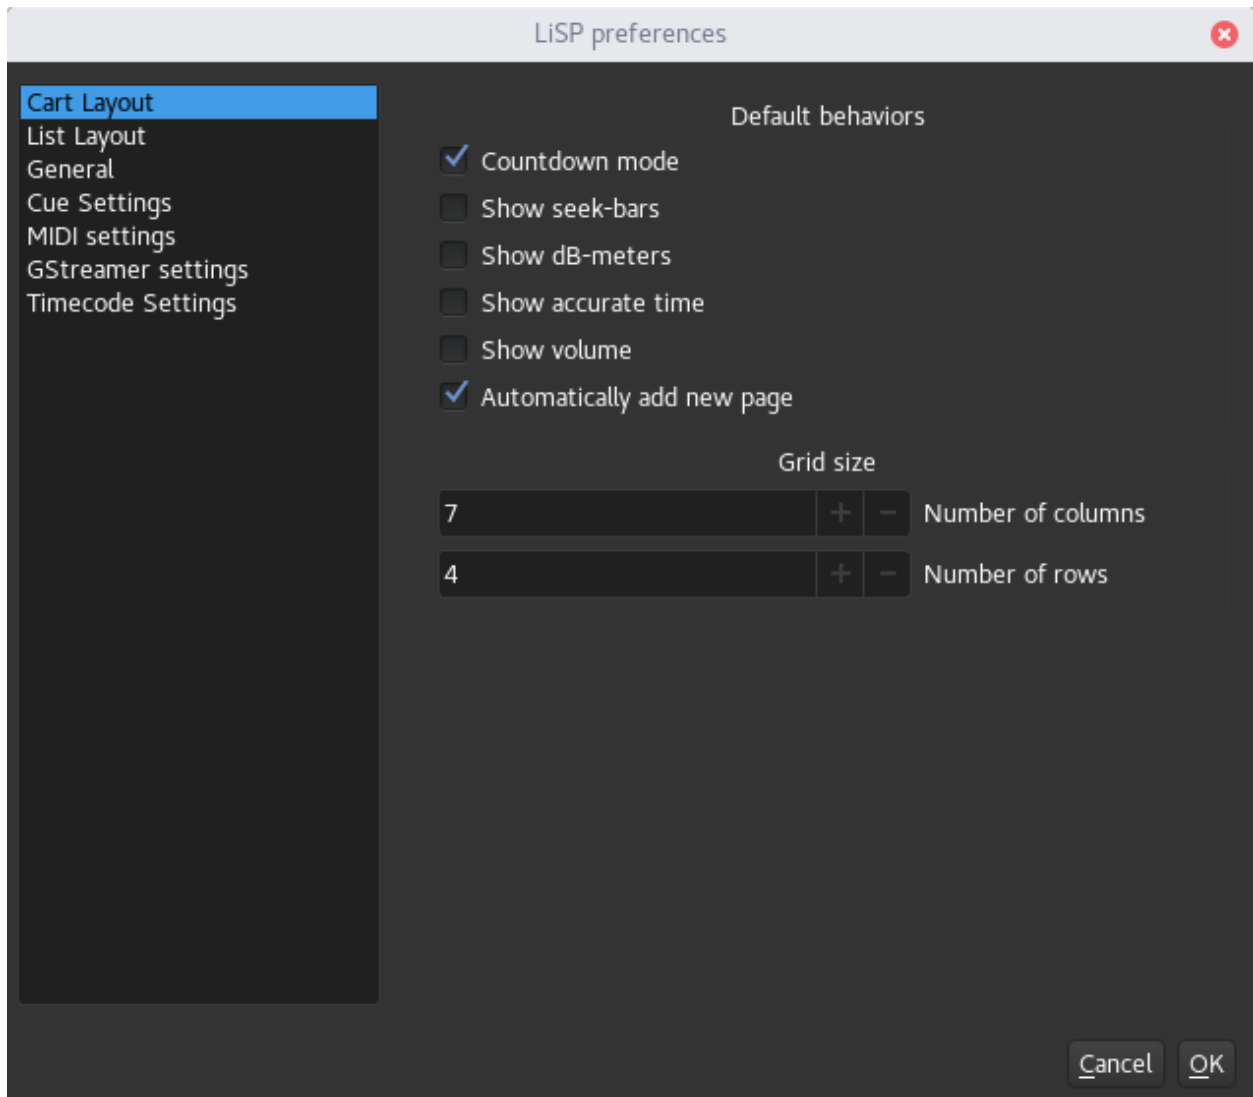 LiSP preferences
Cart Layout
List Layout
General
Cue Settings
MIDI settings
GStreamer settings
Timecode Settings
Default behaviors
Countdown mode
Show seek-bars
Show dB-meters
Show accurate time
Show volume
Automatically add new page
Grid size
7 + − Number of columns
4 + − Number of rows
Cancel OK